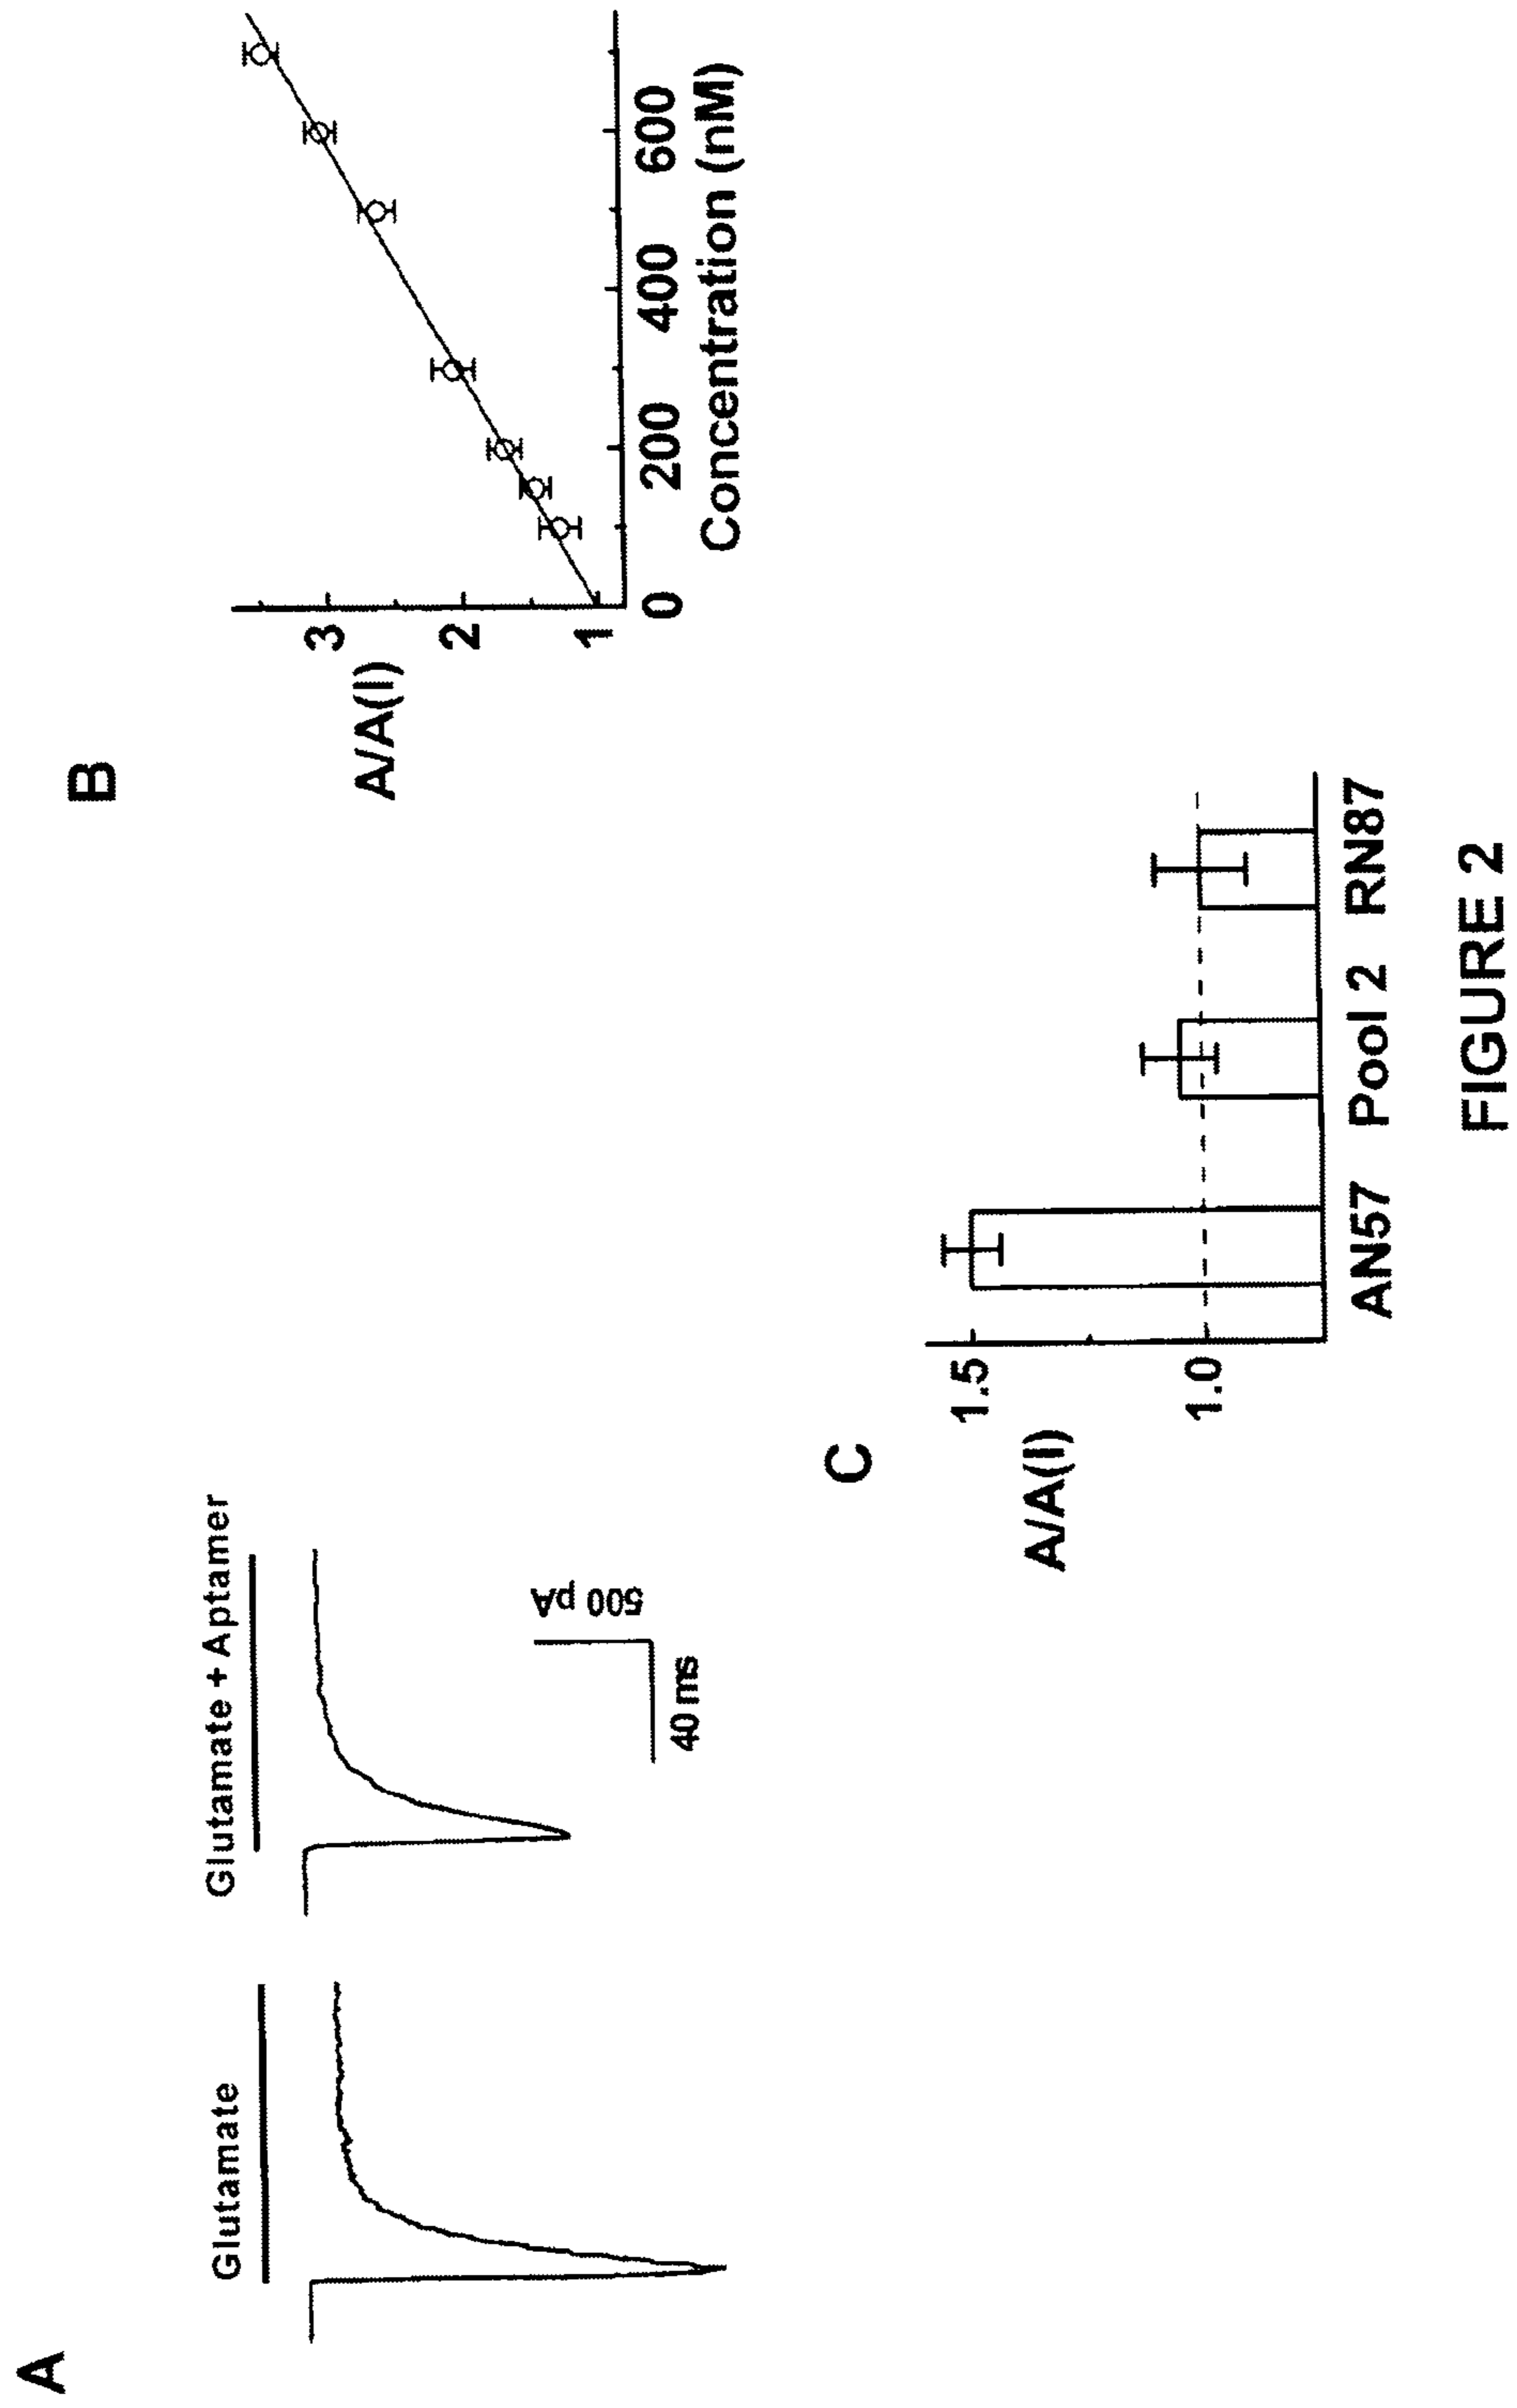 A
Glutamate
Glutamate + Aptamer
500 pA
40 ms
B
A/A(I)
3
2
1
0
200
400
600
Concentration (nM)
C
A/A(I)
1.5
1.0
AN57
Pool 2
RN87
FIGURE 2